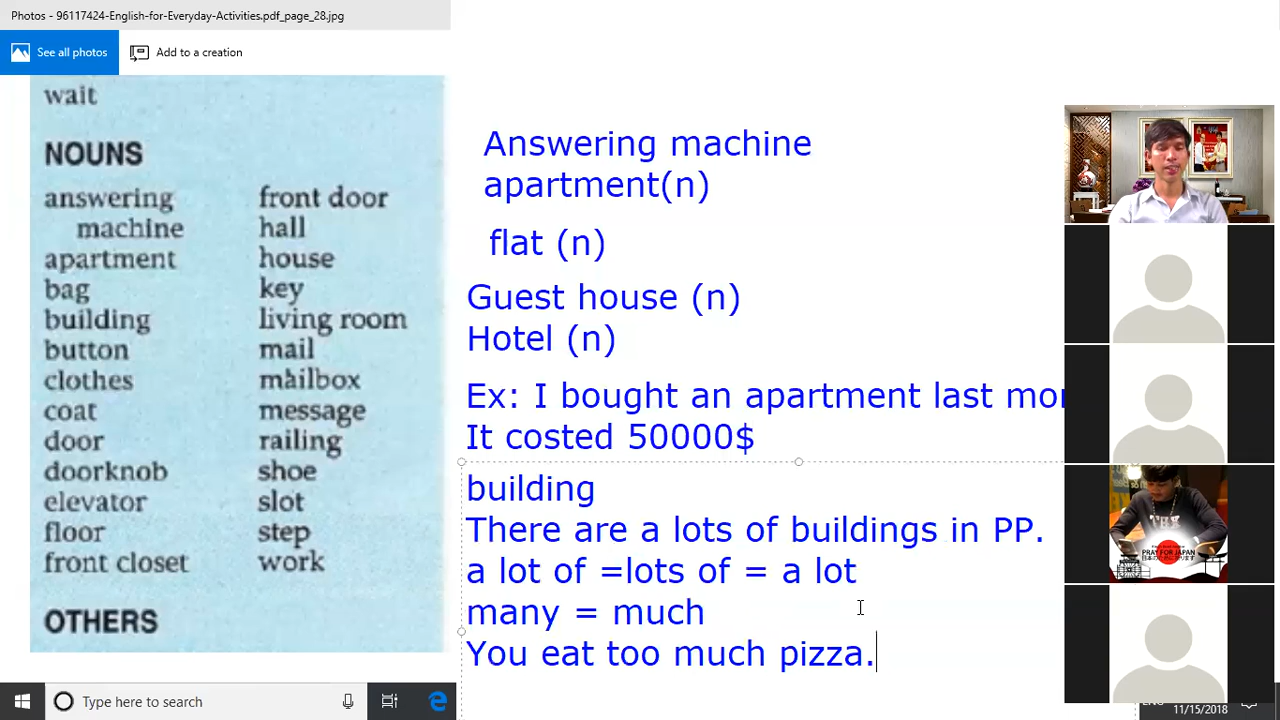 Photos - 96117424-English-for-Everyday-Activities.pdf_page_28.jpg
See all photos
Add to a creation
wait
NOUNS
answering
machine
apartment
bag
building
button
clothes
coat
door
doorknob
elevator
floor
front closet
front door
hall
house
key
living room
mail
mailbox
message
railing
shoe
slot
step
work
OTHERS
Answering machine
apartment(n)
flat (n)
Guest house (n)
Hotel (n)
Ex: I bought an apartment last
It costed 50000$
building
There are a lots of buildings in PP.
a lot of =lots of = a lot
many = much
You eat too much pizza.
PRAY FOR JAPAN
Type here to search
11/15/2018